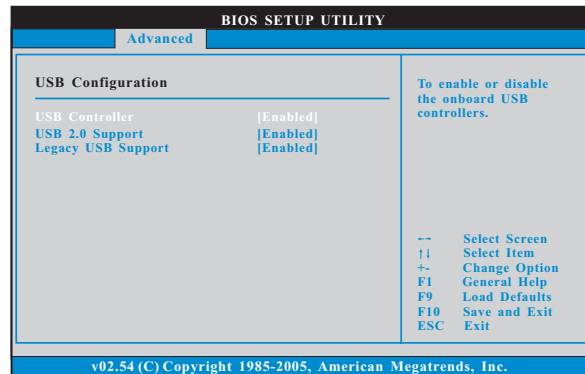 BIOS SETUP UTILITY
Advanced
USB Configuration
USB Controller [Enabled]
USB 2.0 Support [Enabled]
Legacy USB Support [Enabled]
To enable or disable
the onboard USB
controllers.
←→ Select Screen
↑↓ Select Item
+- Change Option
F1 General Help
F9 Load Defaults
F10 Save and Exit
ESC Exit
v02.54 (C) Copyright 1985-2005, American Megatrends, Inc.